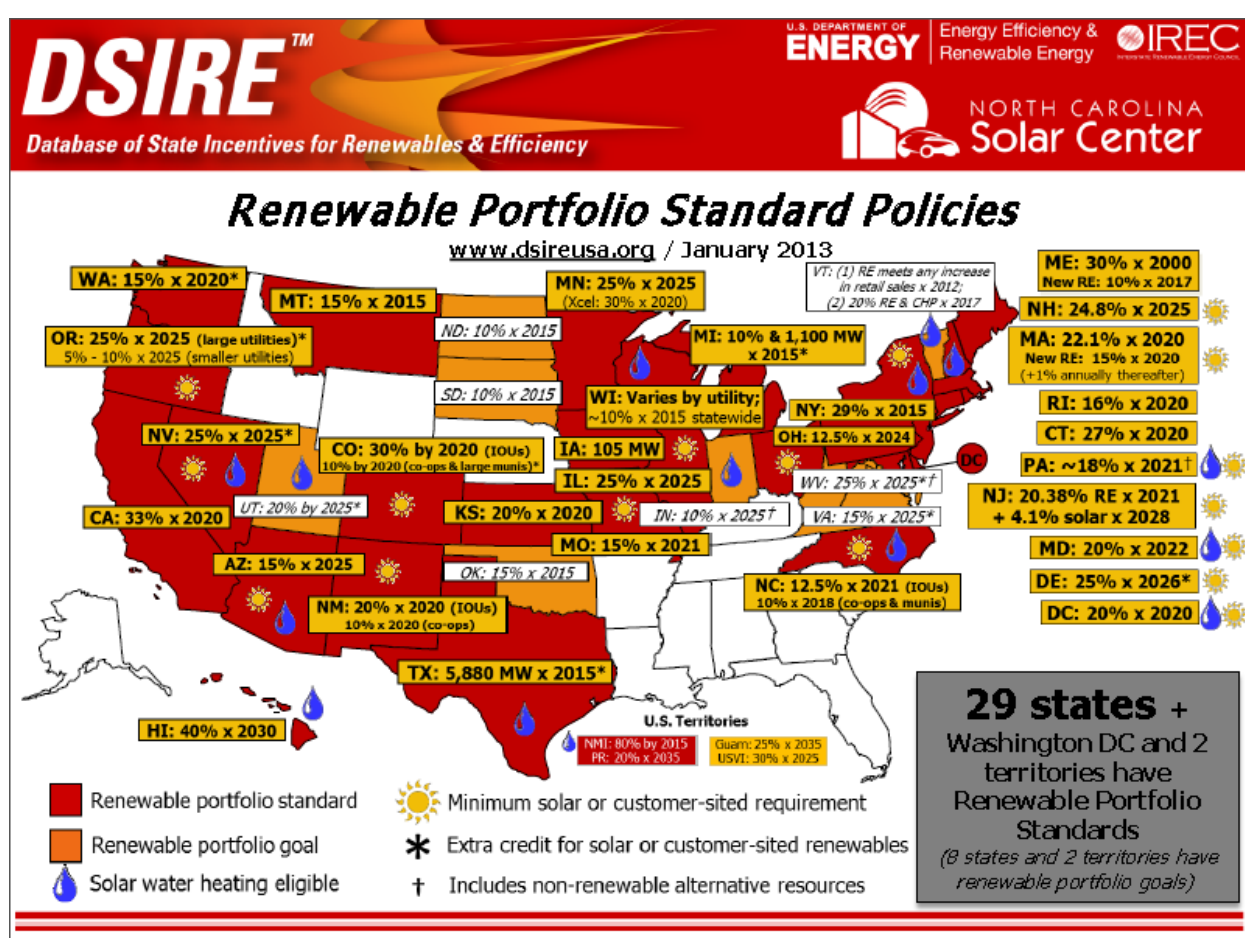 DSIRE™
Database of State Incentives for Renewables & Efficiency
U.S. DEPARTMENT OF
ENERGY
Energy Efficiency &
Renewable Energy
IREC
INTERSTATE RENEWABLE ENERGY COUNCIL
NORTH CAROLINA
Solar Center
Renewable Portfolio Standard Policies
www.dsireusa.org / January 2013
WA: 15% x 2020*
MT: 15% x 2015
MN: 25% x 2025
(Xcel: 30% x 2020)
VT: (1) RE meets any increase
in retail sales x 2012;
(2) 20% RE & CHP x 2017
ME: 30% x 2000
New RE: 10% x 2017
NH: 24.8% x 2025
OR: 25% x 2025 (large utilities)*
5% - 10% x 2025 (smaller utilities)
ND: 10% x 2015
MI: 10% & 1,100 MW
x 2015*
MA: 22.1% x 2020
New RE: 15% x 2020
(+1% annually thereafter)
SD: 10% x 2015
WI: Varies by utility;
~10% x 2015 statewide
NY: 29% x 2015
RI: 16% x 2020
NV: 25% x 2025*
CO: 30% by 2020 (IOUs)
10% by 2020 (co-ops & large munis)*
IA: 105 MW
OH: 12.5% x 2024
CT: 27% x 2020
DC
PA: ~18% x 2021†
IL: 25% x 2025
WV: 25% x 2025*†
UT: 20% by 2025*
CA: 33% x 2020
KS: 20% x 2020
IN: 10% x 2025†
VA: 15% x 2025*
NJ: 20.38% RE x 2021
+ 4.1% solar x 2028
MO: 15% x 2021
MD: 20% x 2022
AZ: 15% x 2025
OK: 15% x 2015
DE: 25% x 2026*
NM: 20% x 2020 (IOUs)
10% x 2020 (co-ops)
NC: 12.5% x 2021 (IOUs)
10% x 2018 (co-ops & munis)
DC: 20% x 2020
TX: 5,880 MW x 2015*
HI: 40% x 2030
U.S. Territories
NMI: 80% by 2015
PR: 20% x 2035
Guam: 25% x 2035
USVI: 30% x 2025
29 states +
Washington DC and 2
territories have
Renewable Portfolio
Standards
(8 states and 2 territories have
renewable portfolio goals)
Renewable portfolio standard
Renewable portfolio goal
Solar water heating eligible
Minimum solar or customer-sited requirement
* Extra credit for solar or customer-sited renewables
† Includes non-renewable alternative resources